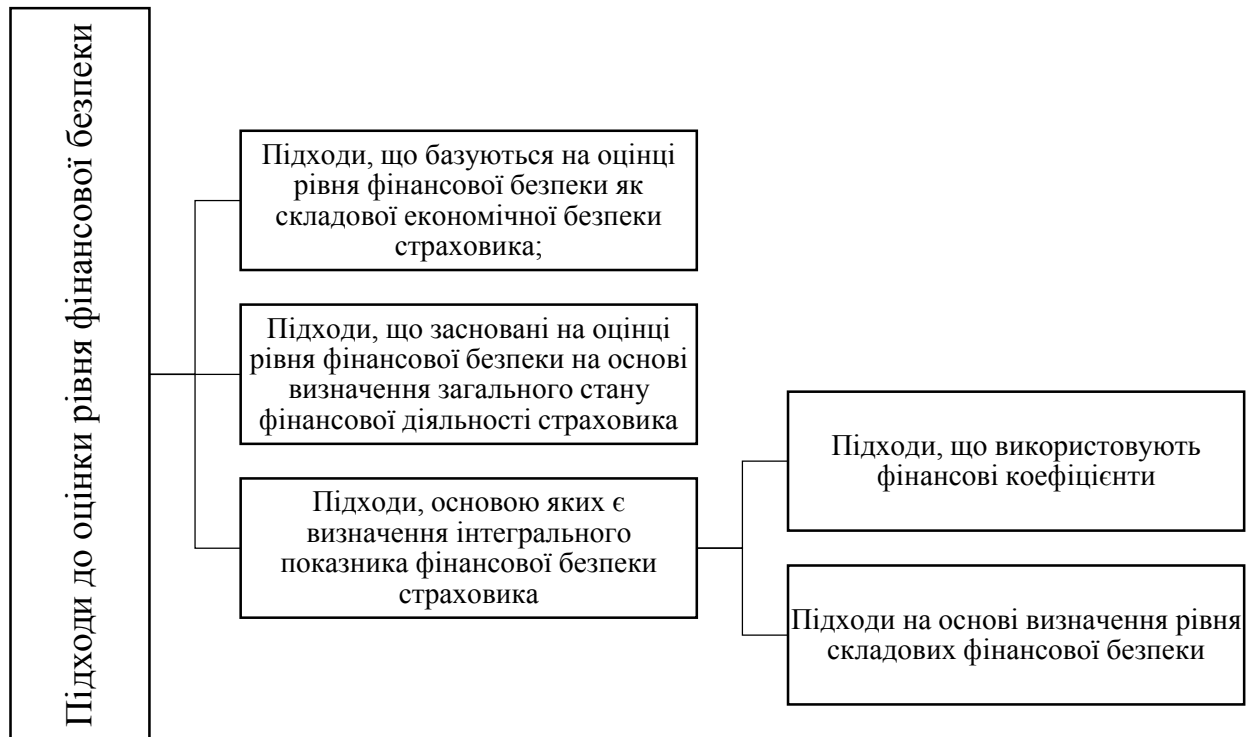 Підходи до оцінки рівня фінансової безпеки
Підходи, що базуються на оцінці
рівня фінансової безпеки як
складової економічної безпеки
страховика;
Підходи, що засновані на оцінці
рівня фінансової безпеки на основі
визначення загального стану
фінансової діяльності страховика
Підходи, основою яких є
визначення інтегрального
показника фінансової безпеки
страховика
Підходи, що використовують
фінансові коефіцієнти
Підходи на основі визначення рівня
складових фінансової безпеки